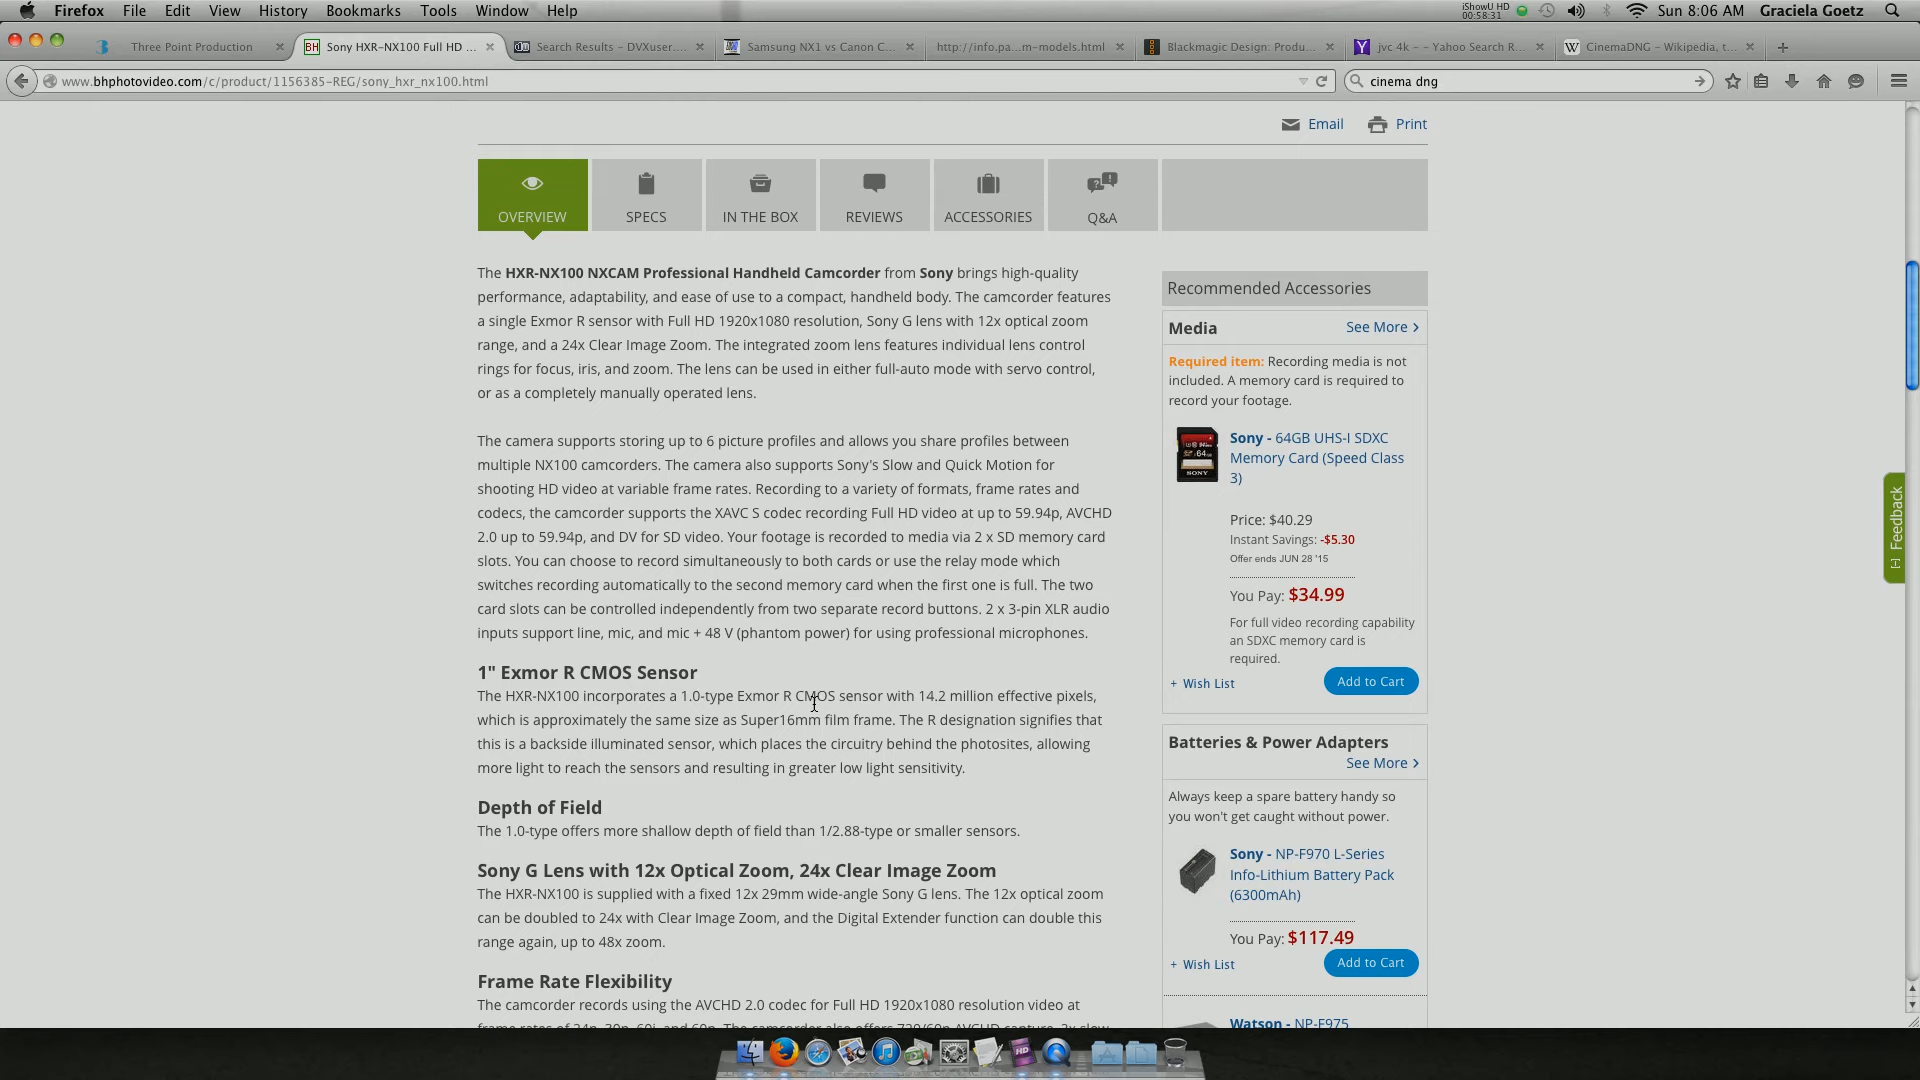 Firefox File Edit View History Bookmarks Tools Window Help
iShowU HD
00:58:31
Sun 8:06 AM Graciela Goetz
Three Point Production
Sony HXR-NX100 Full HD ...
Search Results - DVXuser....
Samsung NX1 vs Canon C...
http://info.pa...m-models.html
Blackmagic Design: Produ...
jvc 4k - - Yahoo Search R...
CinemaDNG - Wikipedia, t...
www.bhphotovideo.com/c/product/1156385-REG/sony_hxr_nx100.html
cinema dng
Email Print
OVERVIEW SPECS IN THE BOX REVIEWS ACCESSORIES Q&A
The HXR-NX100 NXCAM Professional Handheld Camcorder from Sony brings high-quality
performance, adaptability, and ease of use to a compact, handheld body. The camcorder features
a single Exmor R sensor with Full HD 1920x1080 resolution, Sony G lens with 12x optical zoom
range, and a 24x Clear Image Zoom. The integrated zoom lens features individual lens control
rings for focus, iris, and zoom. The lens can be used in either full-auto mode with servo control,
or as a completely manually operated lens.
The camera supports storing up to 6 picture profiles and allows you share profiles between
multiple NX100 camcorders. The camera also supports Sony's Slow and Quick Motion for
shooting HD video at variable frame rates. Recording to a variety of formats, frame rates and
codecs, the camcorder supports the XAVC S codec recording Full HD video at up to 59.94p, AVCHD
2.0 up to 59.94p, and DV for SD video. Your footage is recorded to media via 2 x SD memory card
slots. You can choose to record simultaneously to both cards or use the relay mode which
switches recording automatically to the second memory card when the first one is full. The two
card slots can be controlled independently from two separate record buttons. 2 x 3-pin XLR audio
inputs support line, mic, and mic + 48 V (phantom power) for using professional microphones.
1" Exmor R CMOS Sensor
The HXR-NX100 incorporates a 1.0-type Exmor R CMOS sensor with 14.2 million effective pixels,
which is approximately the same size as Super16mm film frame. The R designation signifies that
this is a backside illuminated sensor, which places the circuitry behind the photosites, allowing
more light to reach the sensors and resulting in greater low light sensitivity.
Depth of Field
The 1.0-type offers more shallow depth of field than 1/2.88-type or smaller sensors.
Sony G Lens with 12x Optical Zoom, 24x Clear Image Zoom
The HXR-NX100 is supplied with a fixed 12x 29mm wide-angle Sony G lens. The 12x optical zoom
can be doubled to 24x with Clear Image Zoom, and the Digital Extender function can double this
range again, up to 48x zoom.
Frame Rate Flexibility
The camcorder records using the AVCHD 2.0 codec for Full HD 1920x1080 resolution video at
frame rates of 24p, 30p, 60i, and 60p. The camcorder also offers 720/60p AVCHD capture, 2x slow
Recommended Accessories
Media See More >
Required item: Recording media is not
included. A memory card is required to
record your footage.
Sony - 64GB UHS-I SDXC
Memory Card (Speed Class
3)
Price: $40.29
Instant Savings: -$5.30
Offer ends JUN 28 '15
You Pay: $34.99
For full video recording capability
an SDXC memory card is
required.
+ Wish List Add to Cart
Batteries & Power Adapters
See More >
Always keep a spare battery handy so
you won't get caught without power.
Sony - NP-F970 L-Series
Info-Lithium Battery Pack
(6300mAh)
You Pay: $117.49
+ Wish List Add to Cart
Watson - NP-F975
[-] Feedback
64
SONY
HD